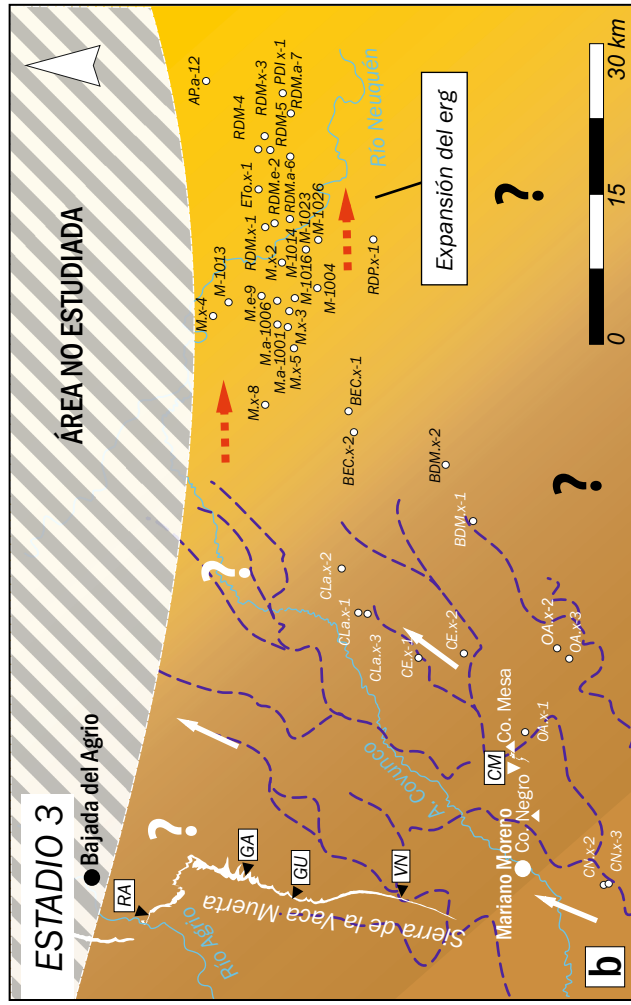 ESTADIO 3
ÁREA NO ESTUDIADA
Bajada del Agrio
RA
GA
GU
VN
Río Agrio
Sierra de la Vaca Muerta
A. Covunco
Mariano Moreno
Co. Negro
CM
Co. Mesa
CN.x-2
CN.x-3
OA.x-1
OA.x-2
OA.x-3
CLa.x-2
CLa.x-1
CLa.x-3
CE.x-1
CE.x-2
BDM.x-1
BDM.x-2
BEC.x-2
BEC.x-1
M.x-8
M.x-4
M-1013
M.e-9
M.a-1006
M.a-1001
M.x-5
M.x-3
RDM.x-1
M.x-2
M-1014
M-1016
M-1023
M-1026
M-1004
ETo.x-1
RDM.e-2
RDM.a-6
RDM-4
RDM-x-3
RDM-5
PDI x-1
RDM.a-7
AP.a-12
RDP.x-1
Río Neuquén
Expansión del erg
?
?
?
?
b
0 15 30 km